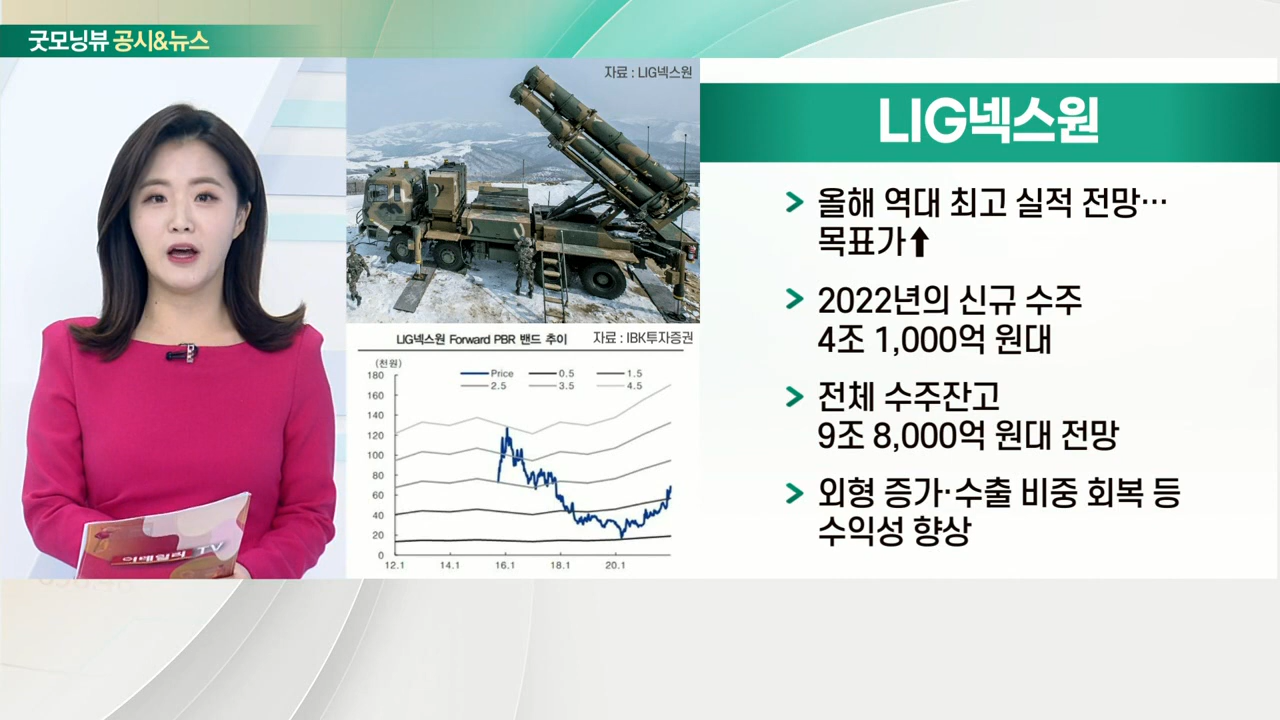 굿모닝뷰 공시&뉴스
자료 : LIG넥스원
LIG넥스원
> 올해 역대 최고 실적 전망…
목표가⬆
> 2022년의 신규 수주
4조 1,000억 원대
> 전체 수주잔고
9조 8,000억 원대 전망
> 외형 증가·수출 비중 회복 등
수익성 향상
LIG넥스원 Forward PBR 밴드 추이
자료 : IBK투자증권
(천원)
180
160
140
120
100
80
60
40
20
0
Price 0.5 1.5
2.5 3.5 4.5
12.1 14.1 16.1 18.1 20.1
이데일리 TV